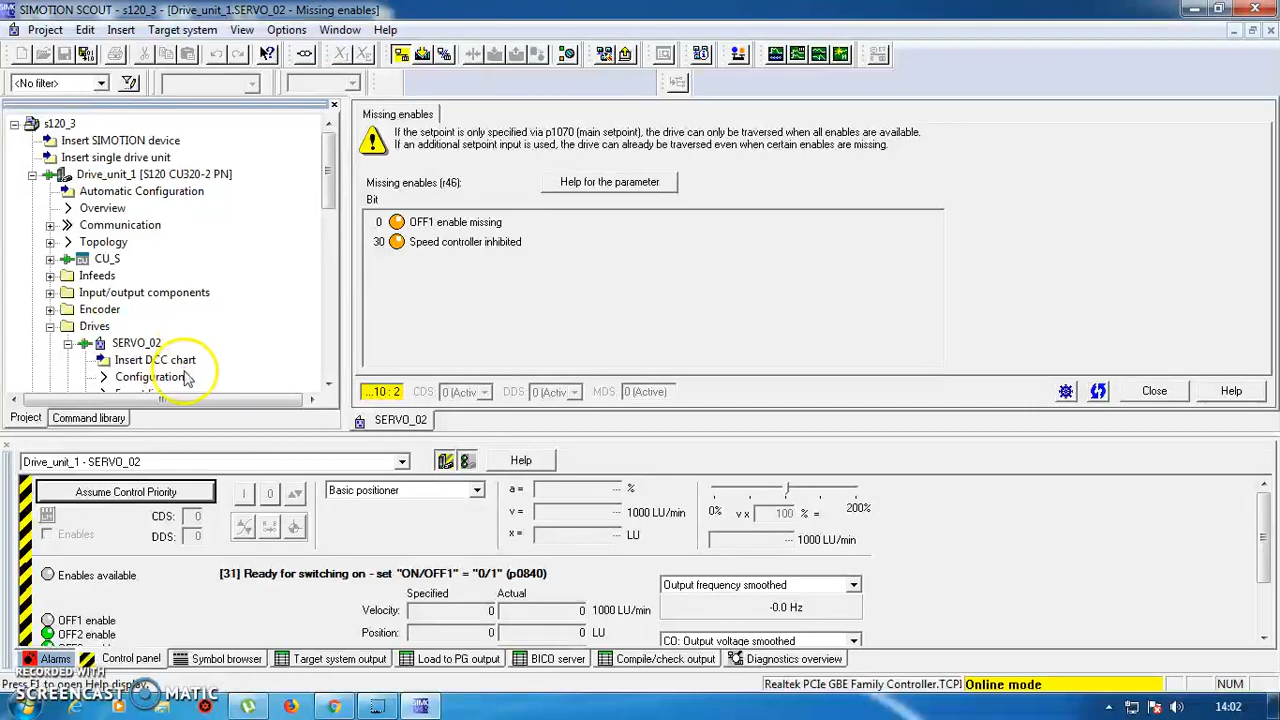 SIMOTION SCOUT - s120_3 - [Drive_unit_1.SERVO_02 - Missing enables]
Project Edit Insert Target system View Options Window Help
<No filter>
s120_3
Insert SIMOTION device
Insert single drive unit
Drive_unit_1 [S120 CU320-2 PN]
Automatic Configuration
Overview
Communication
Topology
CU_S
Infeeds
Input/output components
Encoder
Drives
SERVO_02
Insert DCC chart
Configuration
Project Command library
Missing enables
If the setpoint is only specified via p1070 (main setpoint), the drive can only be traversed when all enables are available.
If an additional setpoint input is used, the drive can already be traversed even when certain enables are missing.
Missing enables (r46): Help for the parameter
Bit
0 OFF1 enable missing
30 Speed controller inhibited
...10 : 2 CDS: 0 (Activ DDS: 0 (Activ MDS: 0 (Active) Close Help
SERVO_02
Drive_unit_1 - SERVO_02 Help
Assume Control Priority I 0 Basic positioner a = --- % 0% 200%
CDS: 0 v = --- 1000 LU/min v x 100 % =
Enables DDS: 0 x = --- LU --- 1000 LU/min
Enables available [31] Ready for switching on - set "ON/OFF1" = "0/1" (p0840)
Specified Actual Output frequency smoothed
Velocity: 0 0 1000 LU/min -0.0 Hz
OFF1 enable
OFF2 enable Position: 0 0 LU CO: Output voltage smoothed
Alarms Control panel Symbol browser Target system output Load to PG output BICO server Compile/check output Diagnostics overview
RECORDED WITH
SCREENCAST MATIC
Press F1 to open Help display. Realtek PCIe GBE Family Controller.TCPI Online mode NUM
14:02